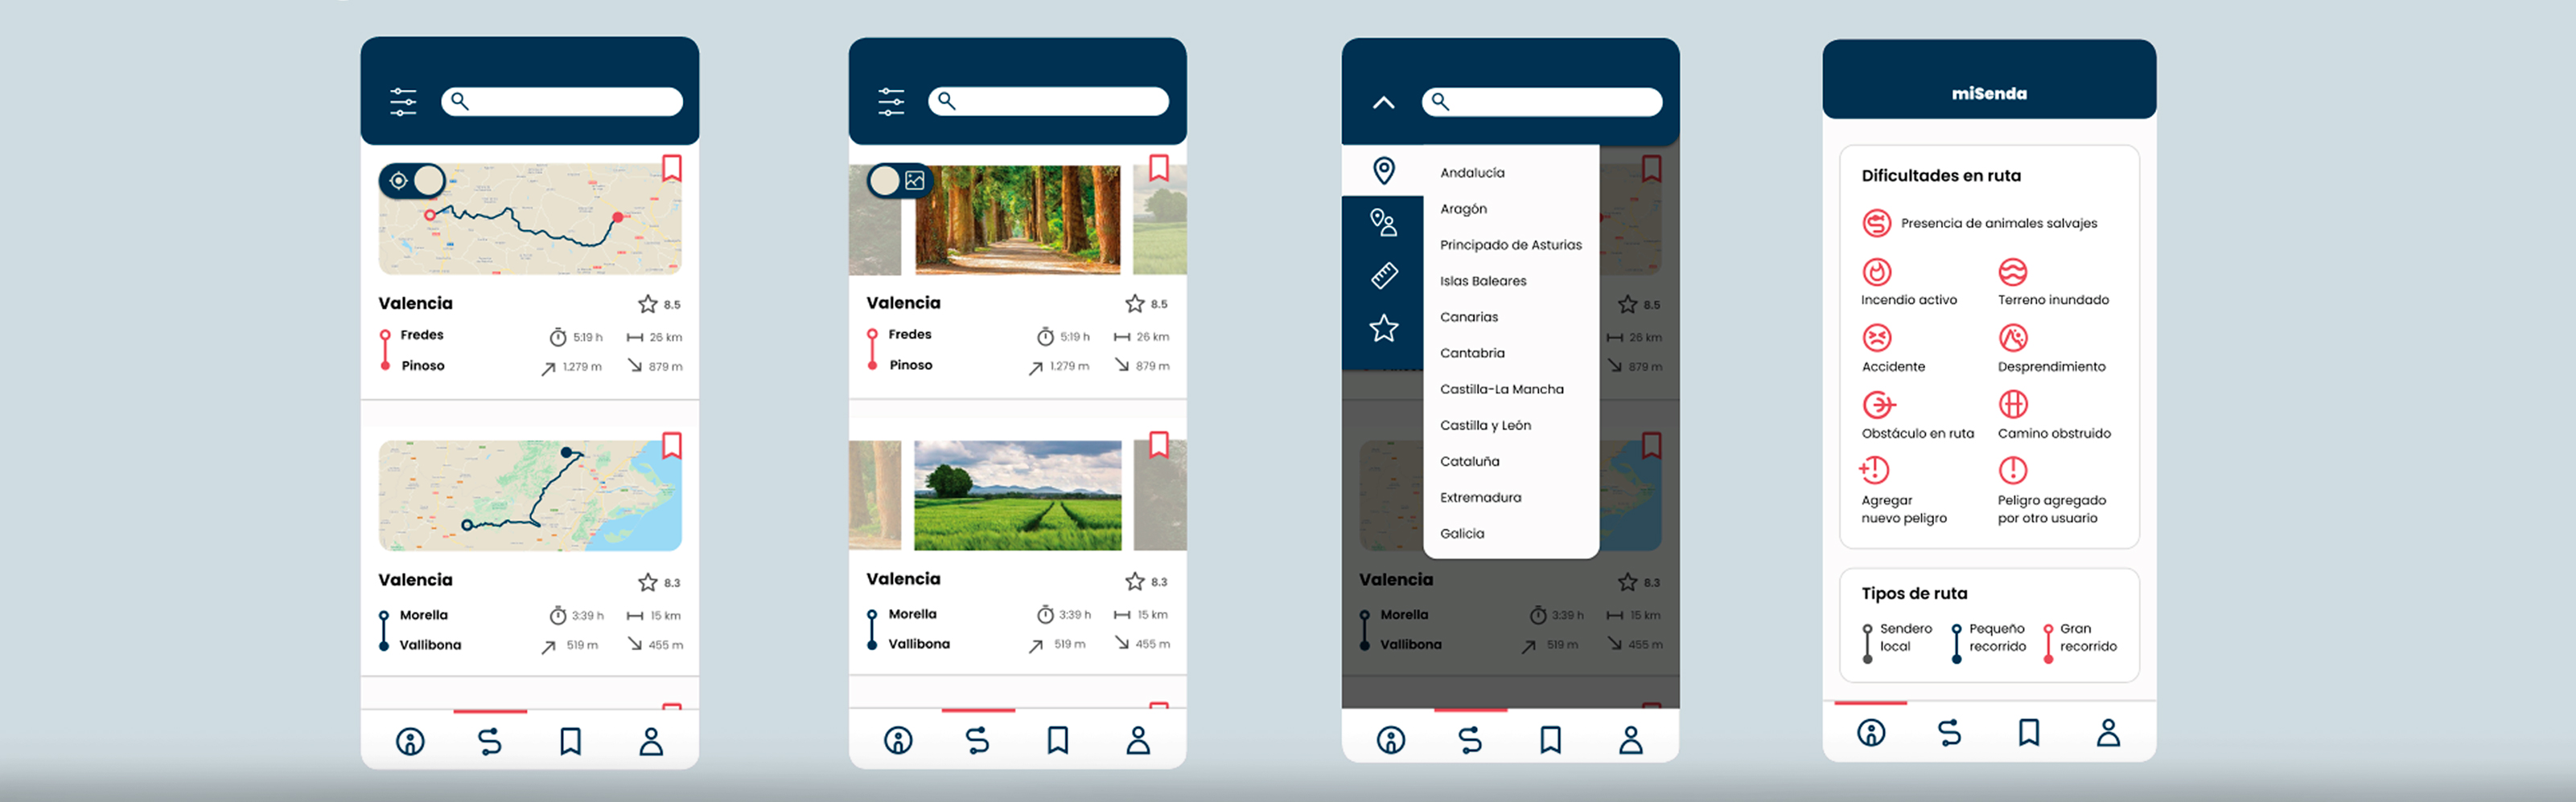 Valencia
8.5
Fredes
5:19 h
26 km
Pinoso
1.279 m
879 m
Valencia
8.3
Morella
3:39 h
15 km
Vallibona
519 m
455 m
Valencia
8.5
Fredes
5:19 h
26 km
Pinoso
1.279 m
879 m
Valencia
8.3
Morella
3:39 h
15 km
Vallibona
519 m
455 m
Andalucía
Aragón
Principado de Asturias
Islas Baleares
Canarias
Cantabria
Castilla-La Mancha
Castilla y León
Cataluña
Extremadura
Galicia
8.5
26 km
879 m
Valencia
8.3
Morella
3:39 h
15 km
Vallibona
519 m
455 m
miSenda
Dificultades en ruta
Presencia de animales salvajes
Incendio activo
Terreno inundado
Accidente
Desprendimiento
Obstáculo en ruta
Camino obstruido
Agregar
nuevo peligro
Peligro agregado
por otro usuario
Tipos de ruta
Sendero
local
Pequeño
recorrido
Gran
recorrido